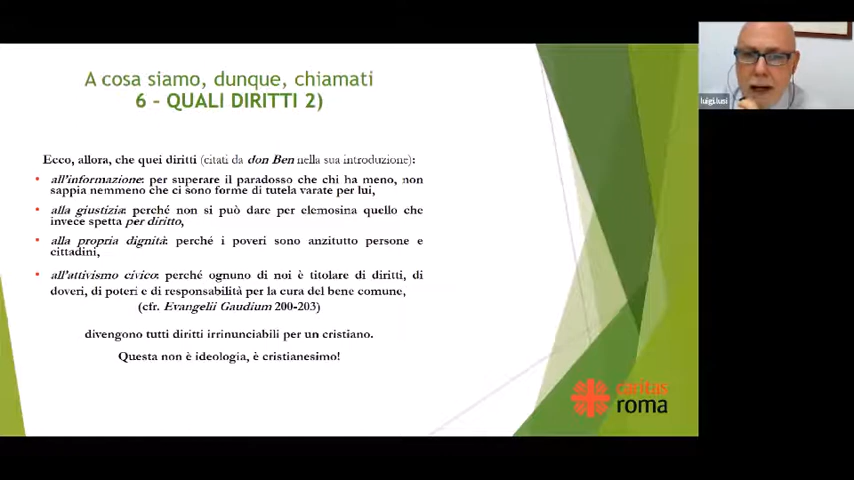 A cosa siamo, dunque, chiamati
6 - QUALI DIRITTI 2)
luigi.lusi
Ecco, allora, che quei diritti (citati da don Ben nella sua introduzione):
• all'informazione: per superare il paradosso che chi ha meno, non
sappia nemmeno che ci sono forme di tutela varate per lui,
• alla giustizia: perché non si può dare per elemosina quello che
invece spetta per diritto,
• alla propria dignità: perché i poveri sono anzitutto persone e
cittadini,
• all'attivismo civico: perché ognuno di noi è titolare di diritti, di
doveri, di poteri e di responsabilità per la cura del bene comune,
(cfr. Evangelii Gaudium 200-203)
divengono tutti diritti irrinunciabili per un cristiano.
Questa non è ideologia, è cristianesimo!
caritas
roma